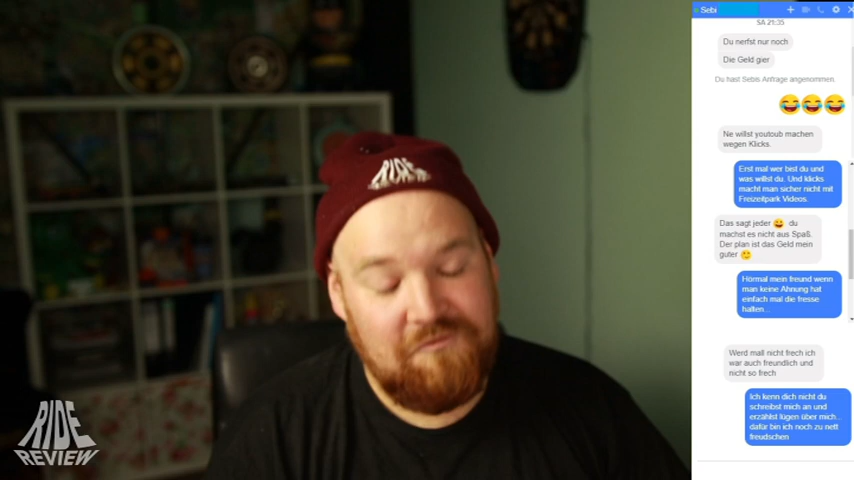 Sebi
SA 21:35
Du nerfst nur noch
Die Geld gier
Du hast Sebis Anfrage angenommen.
😂😂😂
Ne willst youtoub machen
wegen Klicks.
Erst mal wer bist du und
was willst du. Und klicks
macht man sicher nicht mit
Freizeitpark Videos.
Das sagt jeder 😄 du
machst es nicht aus Spaß.
Der plan ist das Geld mein
guter 😋
Hörmal mein freund wenn
man keine Ahnung hat
einfach mal die fresse
halten...
Werd mall nicht frech ich
war auch freundlich und
nicht so frech
Ich kenn dich nicht du
schreibst mich an und
erzählst lügen über mich...
dafür bin ich noch zu nett
freudschen
RIDE
REVIEW
RIDE
REVIEW